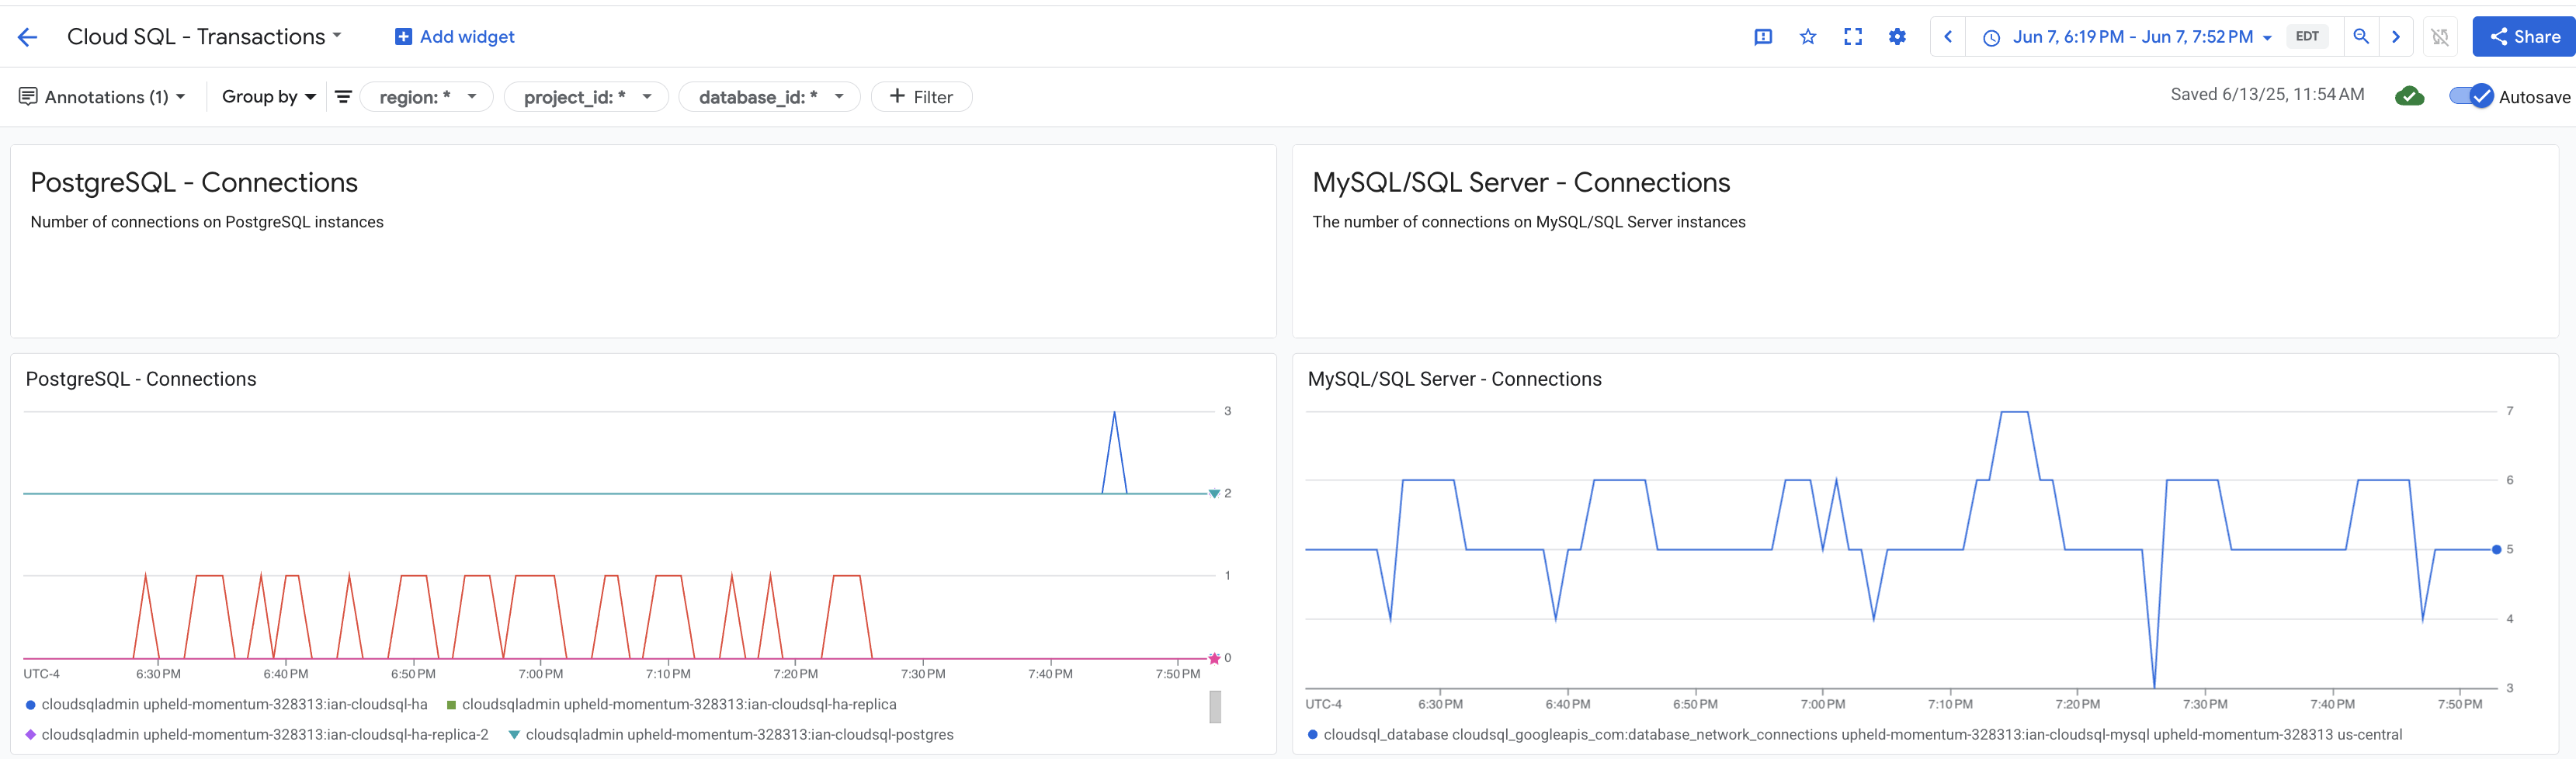 Cloud SQL - Transactions
Add widget
Jun 7, 6:19 PM - Jun 7, 7:52 PM
EDT
Share
Annotations (1)
Group by
region: *
project_id: *
database_id: *
Filter
Saved 6/13/25, 11:54 AM
Autosave
PostgreSQL - Connections
Number of connections on PostgreSQL instances
MySQL/SQL Server - Connections
The number of connections on MySQL/SQL Server instances
PostgreSQL - Connections
3
2
1
0
UTC-4 6:30 PM 6:40 PM 6:50 PM 7:00 PM 7:10 PM 7:20 PM 7:30 PM 7:40 PM 7:50 PM
cloudsqladmin upheld-momentum-328313:ian-cloudsql-ha cloudsqladmin upheld-momentum-328313:ian-cloudsql-ha-replica
cloudsqladmin upheld-momentum-328313:ian-cloudsql-ha-replica-2 cloudsqladmin upheld-momentum-328313:ian-cloudsql-postgres
MySQL/SQL Server - Connections
7
6
5
4
3
UTC-4 6:30 PM 6:40 PM 6:50 PM 7:00 PM 7:10 PM 7:20 PM 7:30 PM 7:40 PM 7:50 PM
cloudsql_database cloudsql_googleapis_com:database_network_connections upheld-momentum-328313:ian-cloudsql-mysql upheld-momentum-328313 us-central